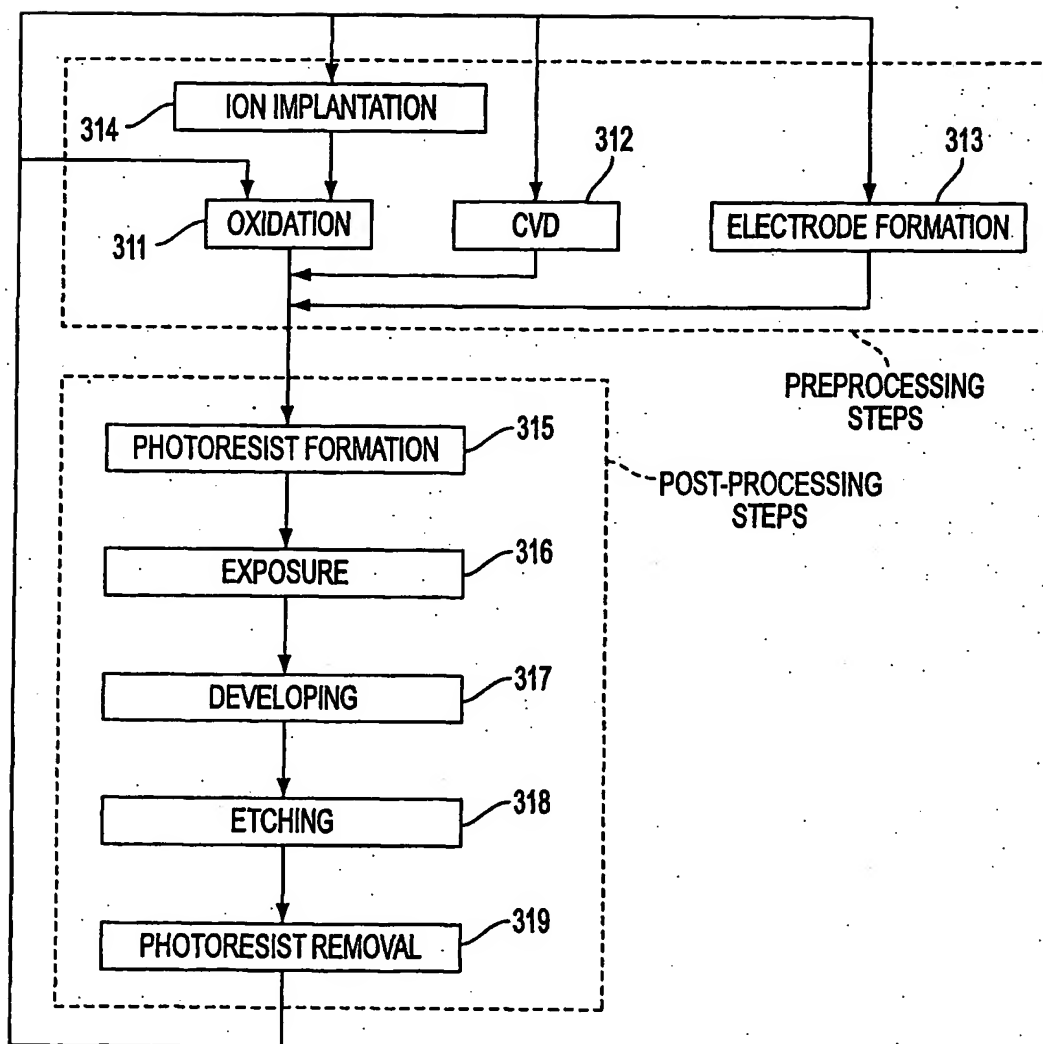 ION IMPLANTATION
314
312
313
OXIDATION
CVD
ELECTRODE FORMATION
311
PREPROCESSING
STEPS
PHOTORESIST FORMATION
315
POST-PROCESSING
STEPS
EXPOSURE
316
DEVELOPING
317
ETCHING
318
PHOTORESIST REMOVAL
319